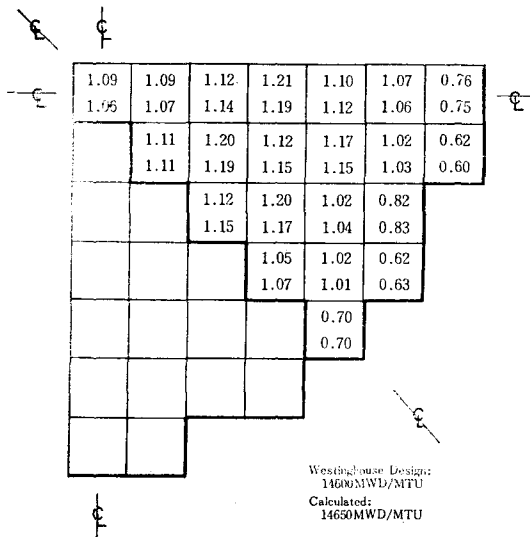 ℄ ℄
1.09 1.09 1.12 1.21 1.10 1.07 0.76
1.06 1.07 1.14 1.19 1.12 1.06 0.75
℄ ℄
1.11 1.20 1.12 1.17 1.02 0.62
1.11 1.19 1.15 1.15 1.03 0.60
1.12 1.20 1.02 0.82
1.15 1.17 1.04 0.83
1.05 1.02 0.62
1.07 1.01 0.63
0.70
0.70
℄
Westinghouse Design:
14600MWD/MTU
Calculated:
14650MWD/MTU
℄